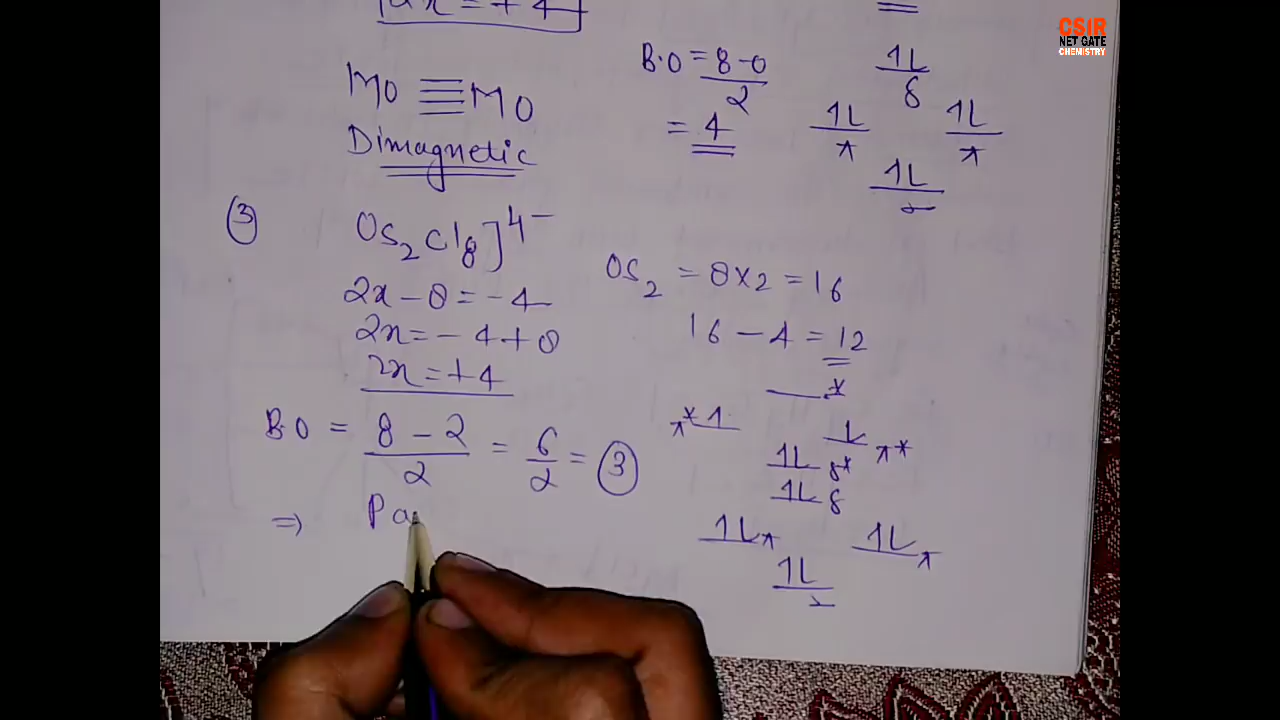 CSIR
NET GATE
CHEMISTRY
B.O = 8-0
2
= 4
1L
δ
1L
π
1L
π
1L
σ
Mo ≣ Mo
Dimagnetic
③
Os2Cl8]4-
2x - 8 = -4
2x = -4 + 8
2x = +4
Os2 = 8x2 = 16
16 - 4 = 12
*
π* 1
L π*
1L δ*
1L δ
1L π
1L π
1L
σ
B.O = 8 - 2 = 6 = ③
2 2
⇒ Pa